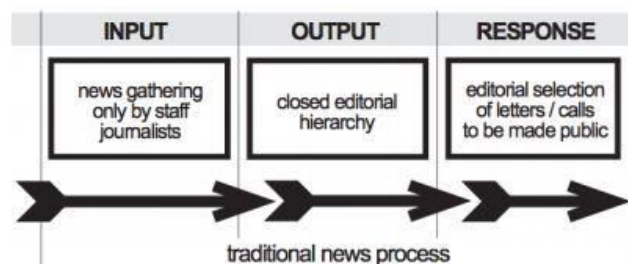 INPUT
OUTPUT
RESPONSE
news gathering
only by staff
journalists
closed editorial
hierarchy
editorial selection
of letters / calls
to be made public
traditional news process